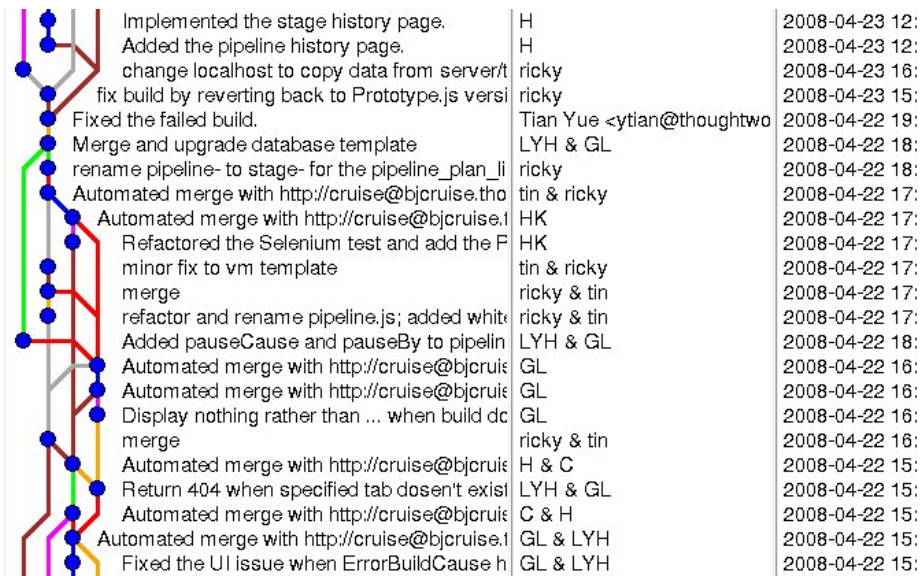 Implemented the stage history page. H 2008-04-23 12:
Added the pipeline history page. H 2008-04-23 12:
change localhost to copy data from server/t ricky 2008-04-23 16:
fix build by reverting back to Prototype.js versi ricky 2008-04-23 15:
Fixed the failed build. Tian Yue <ytian@thoughtwo 2008-04-22 19:
Merge and upgrade database template LYH & GL 2008-04-22 18:
rename pipeline- to stage- for the pipeline_plan_li ricky 2008-04-22 18:
Automated merge with http://cruise@bjcruise.tho tin & ricky 2008-04-22 17:
Automated merge with http://cruise@bjcruise.t HK 2008-04-22 17:
Refactored the Selenium test and add the P HK 2008-04-22 17:
minor fix to vm template tin & ricky 2008-04-22 17:
merge ricky & tin 2008-04-22 17:
refactor and rename pipeline.js; added white ricky & tin 2008-04-22 17:
Added pauseCause and pauseBy to pipelin LYH & GL 2008-04-22 18:
Automated merge with http://cruise@bjcruis GL 2008-04-22 16:
Automated merge with http://cruise@bjcruis GL 2008-04-22 16:
Display nothing rather than ... when build do GL 2008-04-22 16:
merge ricky & tin 2008-04-22 16:
Automated merge with http://cruise@bjcruis H & C 2008-04-22 15:
Return 404 when specified tab dosen't exist LYH & GL 2008-04-22 15:
Automated merge with http://cruise@bjcruis C & H 2008-04-22 15:
Automated merge with http://cruise@bjcruise.t GL & LYH 2008-04-22 15:
Fixed the UI issue when ErrorBuildCause h GL & LYH 2008-04-22 15: